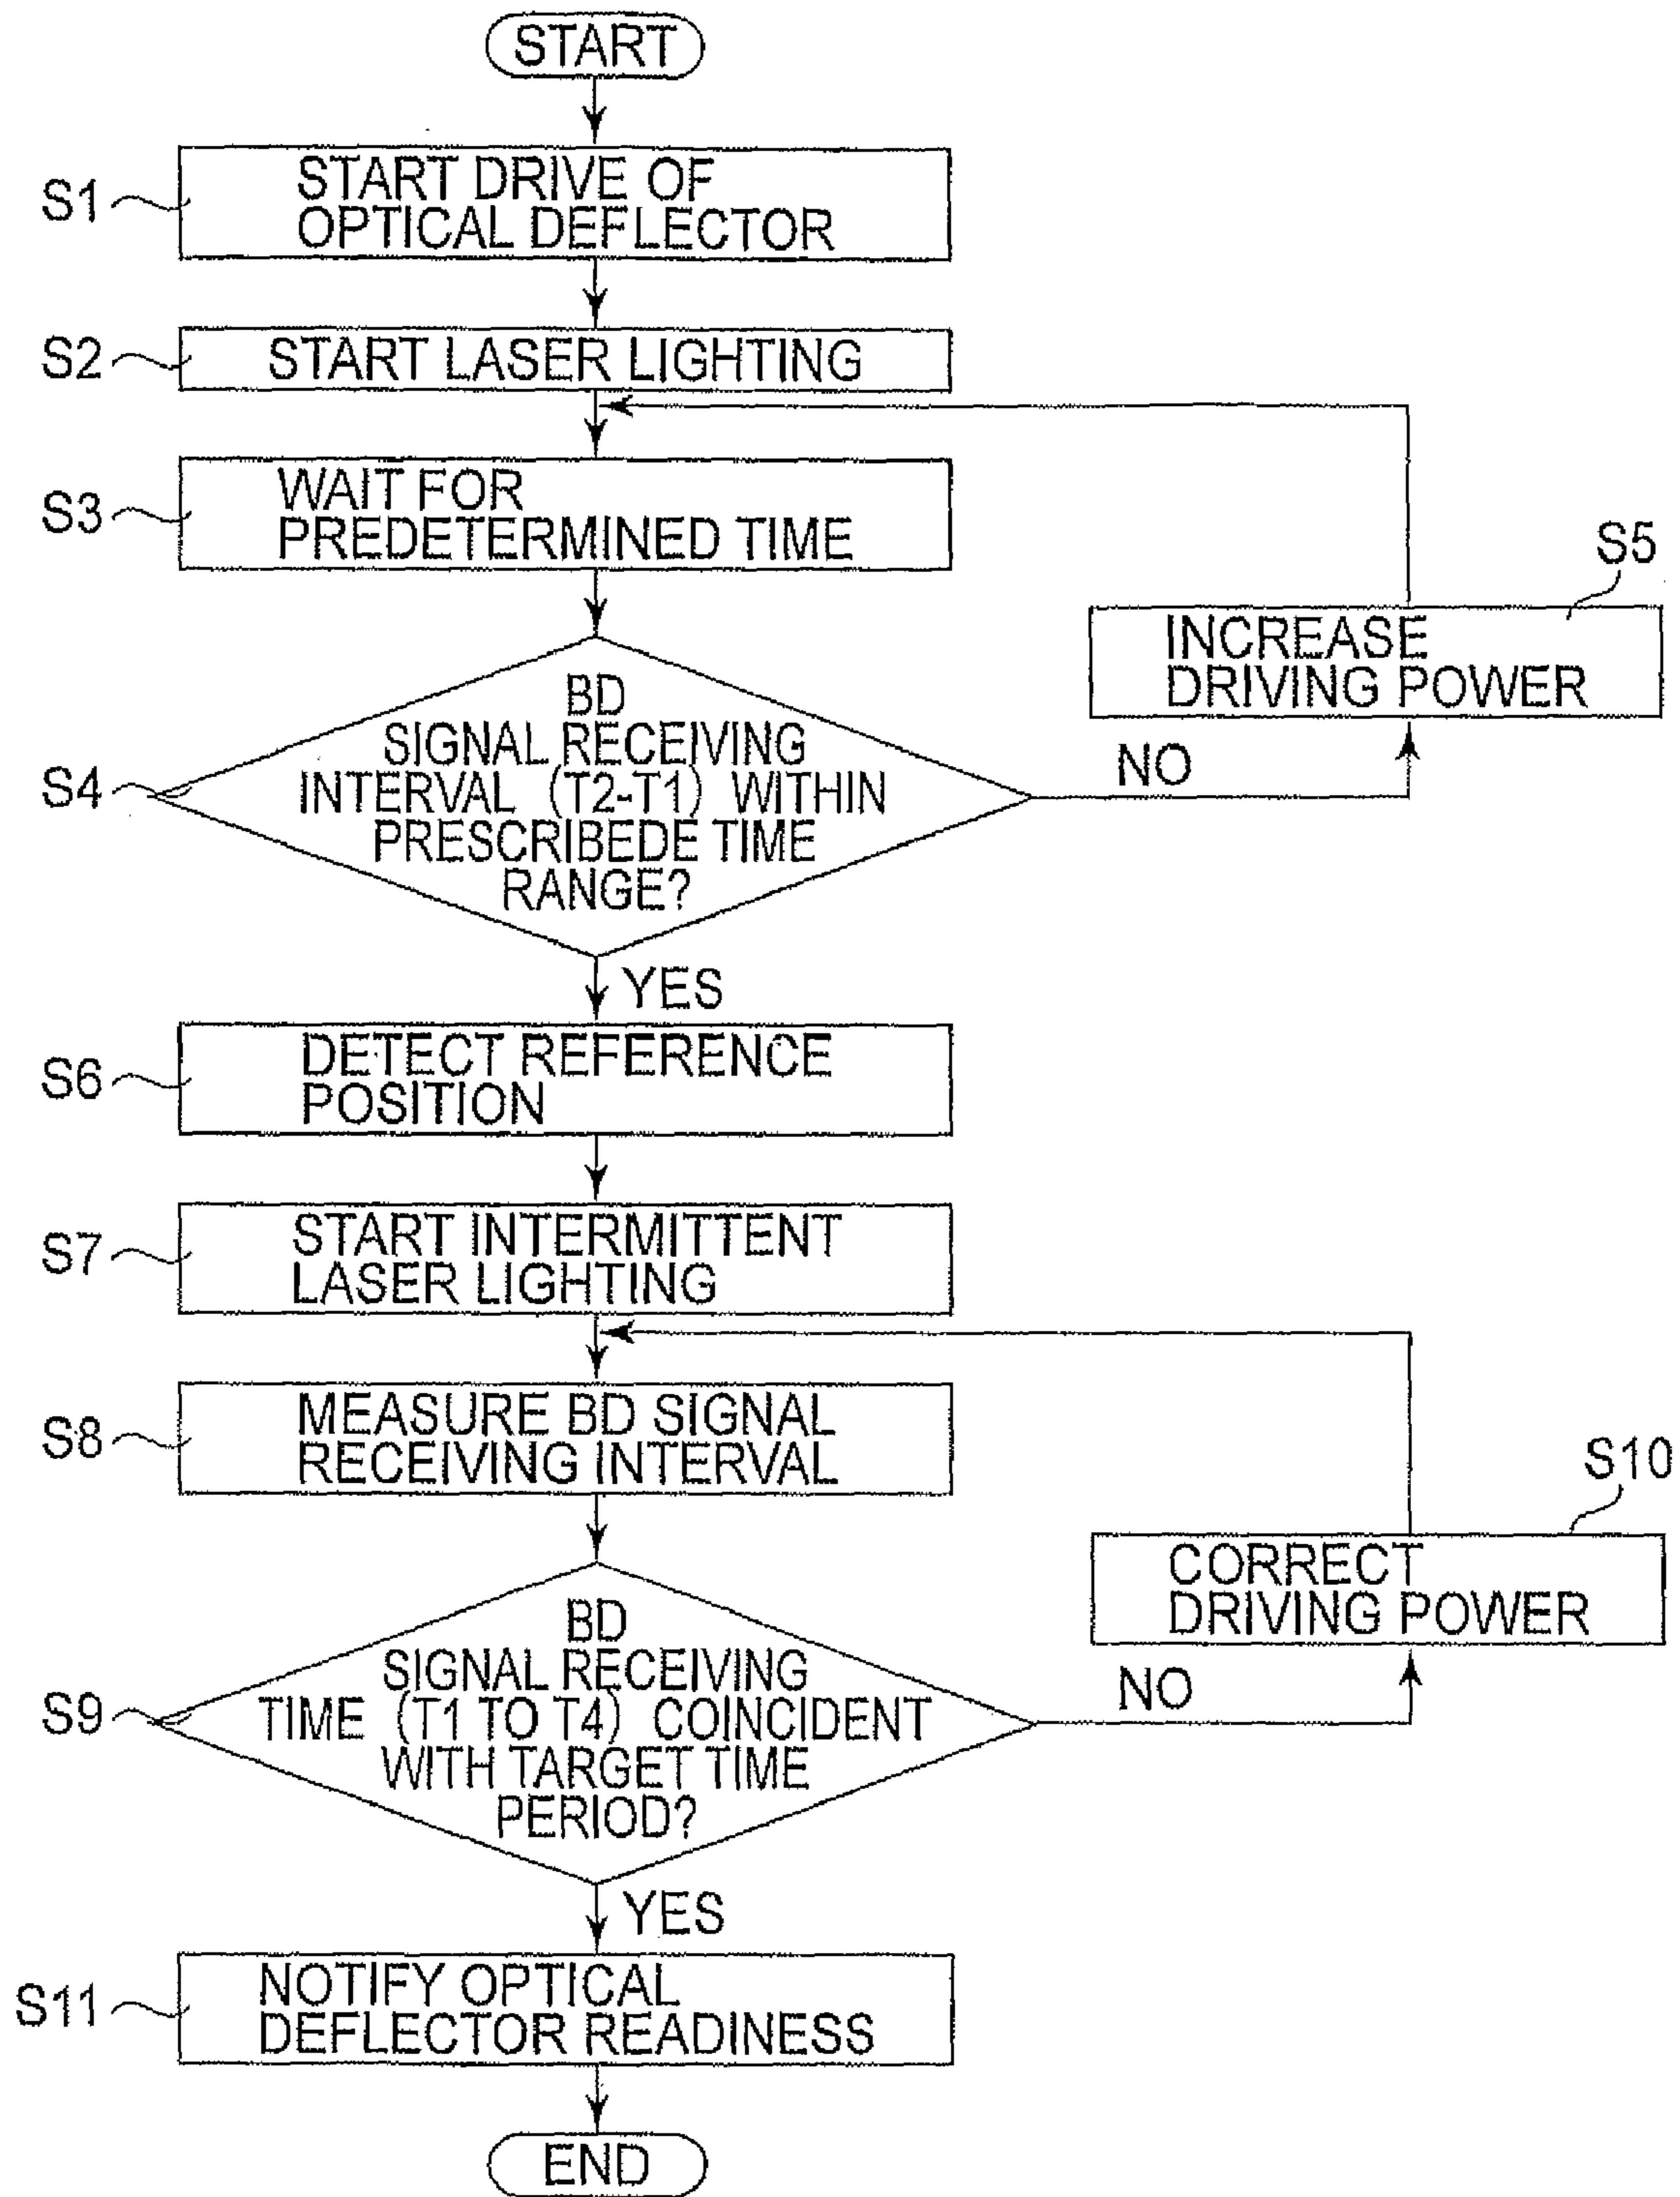 START
S1
START DRIVE OF
OPTICAL DEFLECTOR
S2
START LASER LIGHTING
S3
WAIT FOR
PREDETERMINED TIME
S5
INCREASE
DRIVING POWER
S4
BD
SIGNAL RECEIVING
INTERVAL (T2-T1) WITHIN
PRESCRIBEDE TIME
RANGE?
NO
YES
S6
DETECT REFERENCE
POSITION
S7
START INTERMITTENT
LASER LIGHTING
S8
MEASURE BD SIGNAL
RECEIVING INTERVAL
S10
CORRECT
DRIVING POWER
S9
BD
SIGNAL RECEIVING
TIME (T1 TO T4) COINCIDENT
WITH TARGET TIME
PERIOD?
NO
YES
S11
NOTIFY OPTICAL
DEFLECTOR READINESS
END